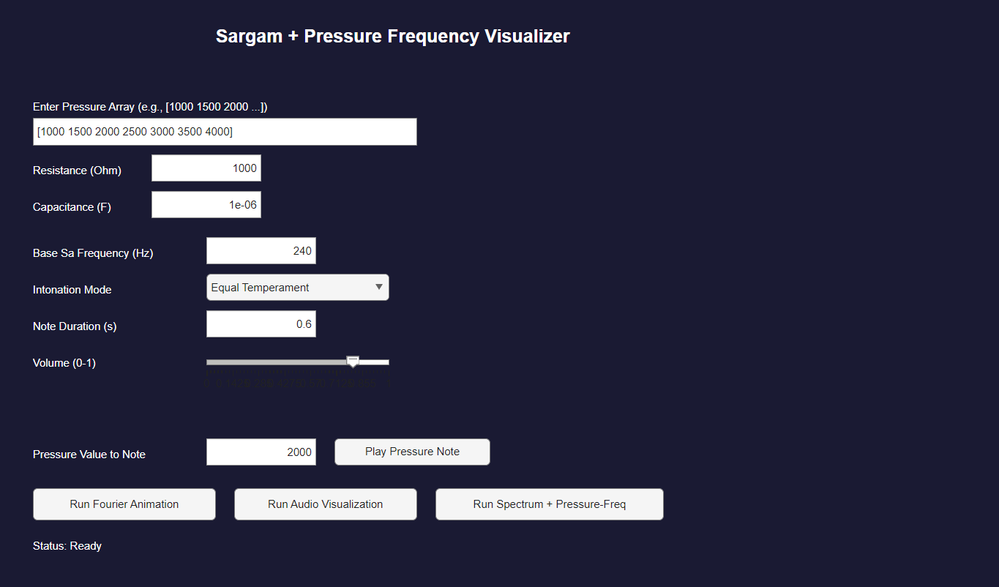 Sargam + Pressure Frequency Visualizer
Enter Pressure Array (e.g., [1000 1500 2000 ...])
[1000 1500 2000 2500 3000 3500 4000]
Resistance (Ohm) 1000
Capacitance (F) 1e-06
Base Sa Frequency (Hz) 240
Intonation Mode Equal Temperament
Note Duration (s) 0.6
Volume (0-1)
Pressure Value to Note 2000 Play Pressure Note
Run Fourier Animation Run Audio Visualization Run Spectrum + Pressure-Freq
Status: Ready